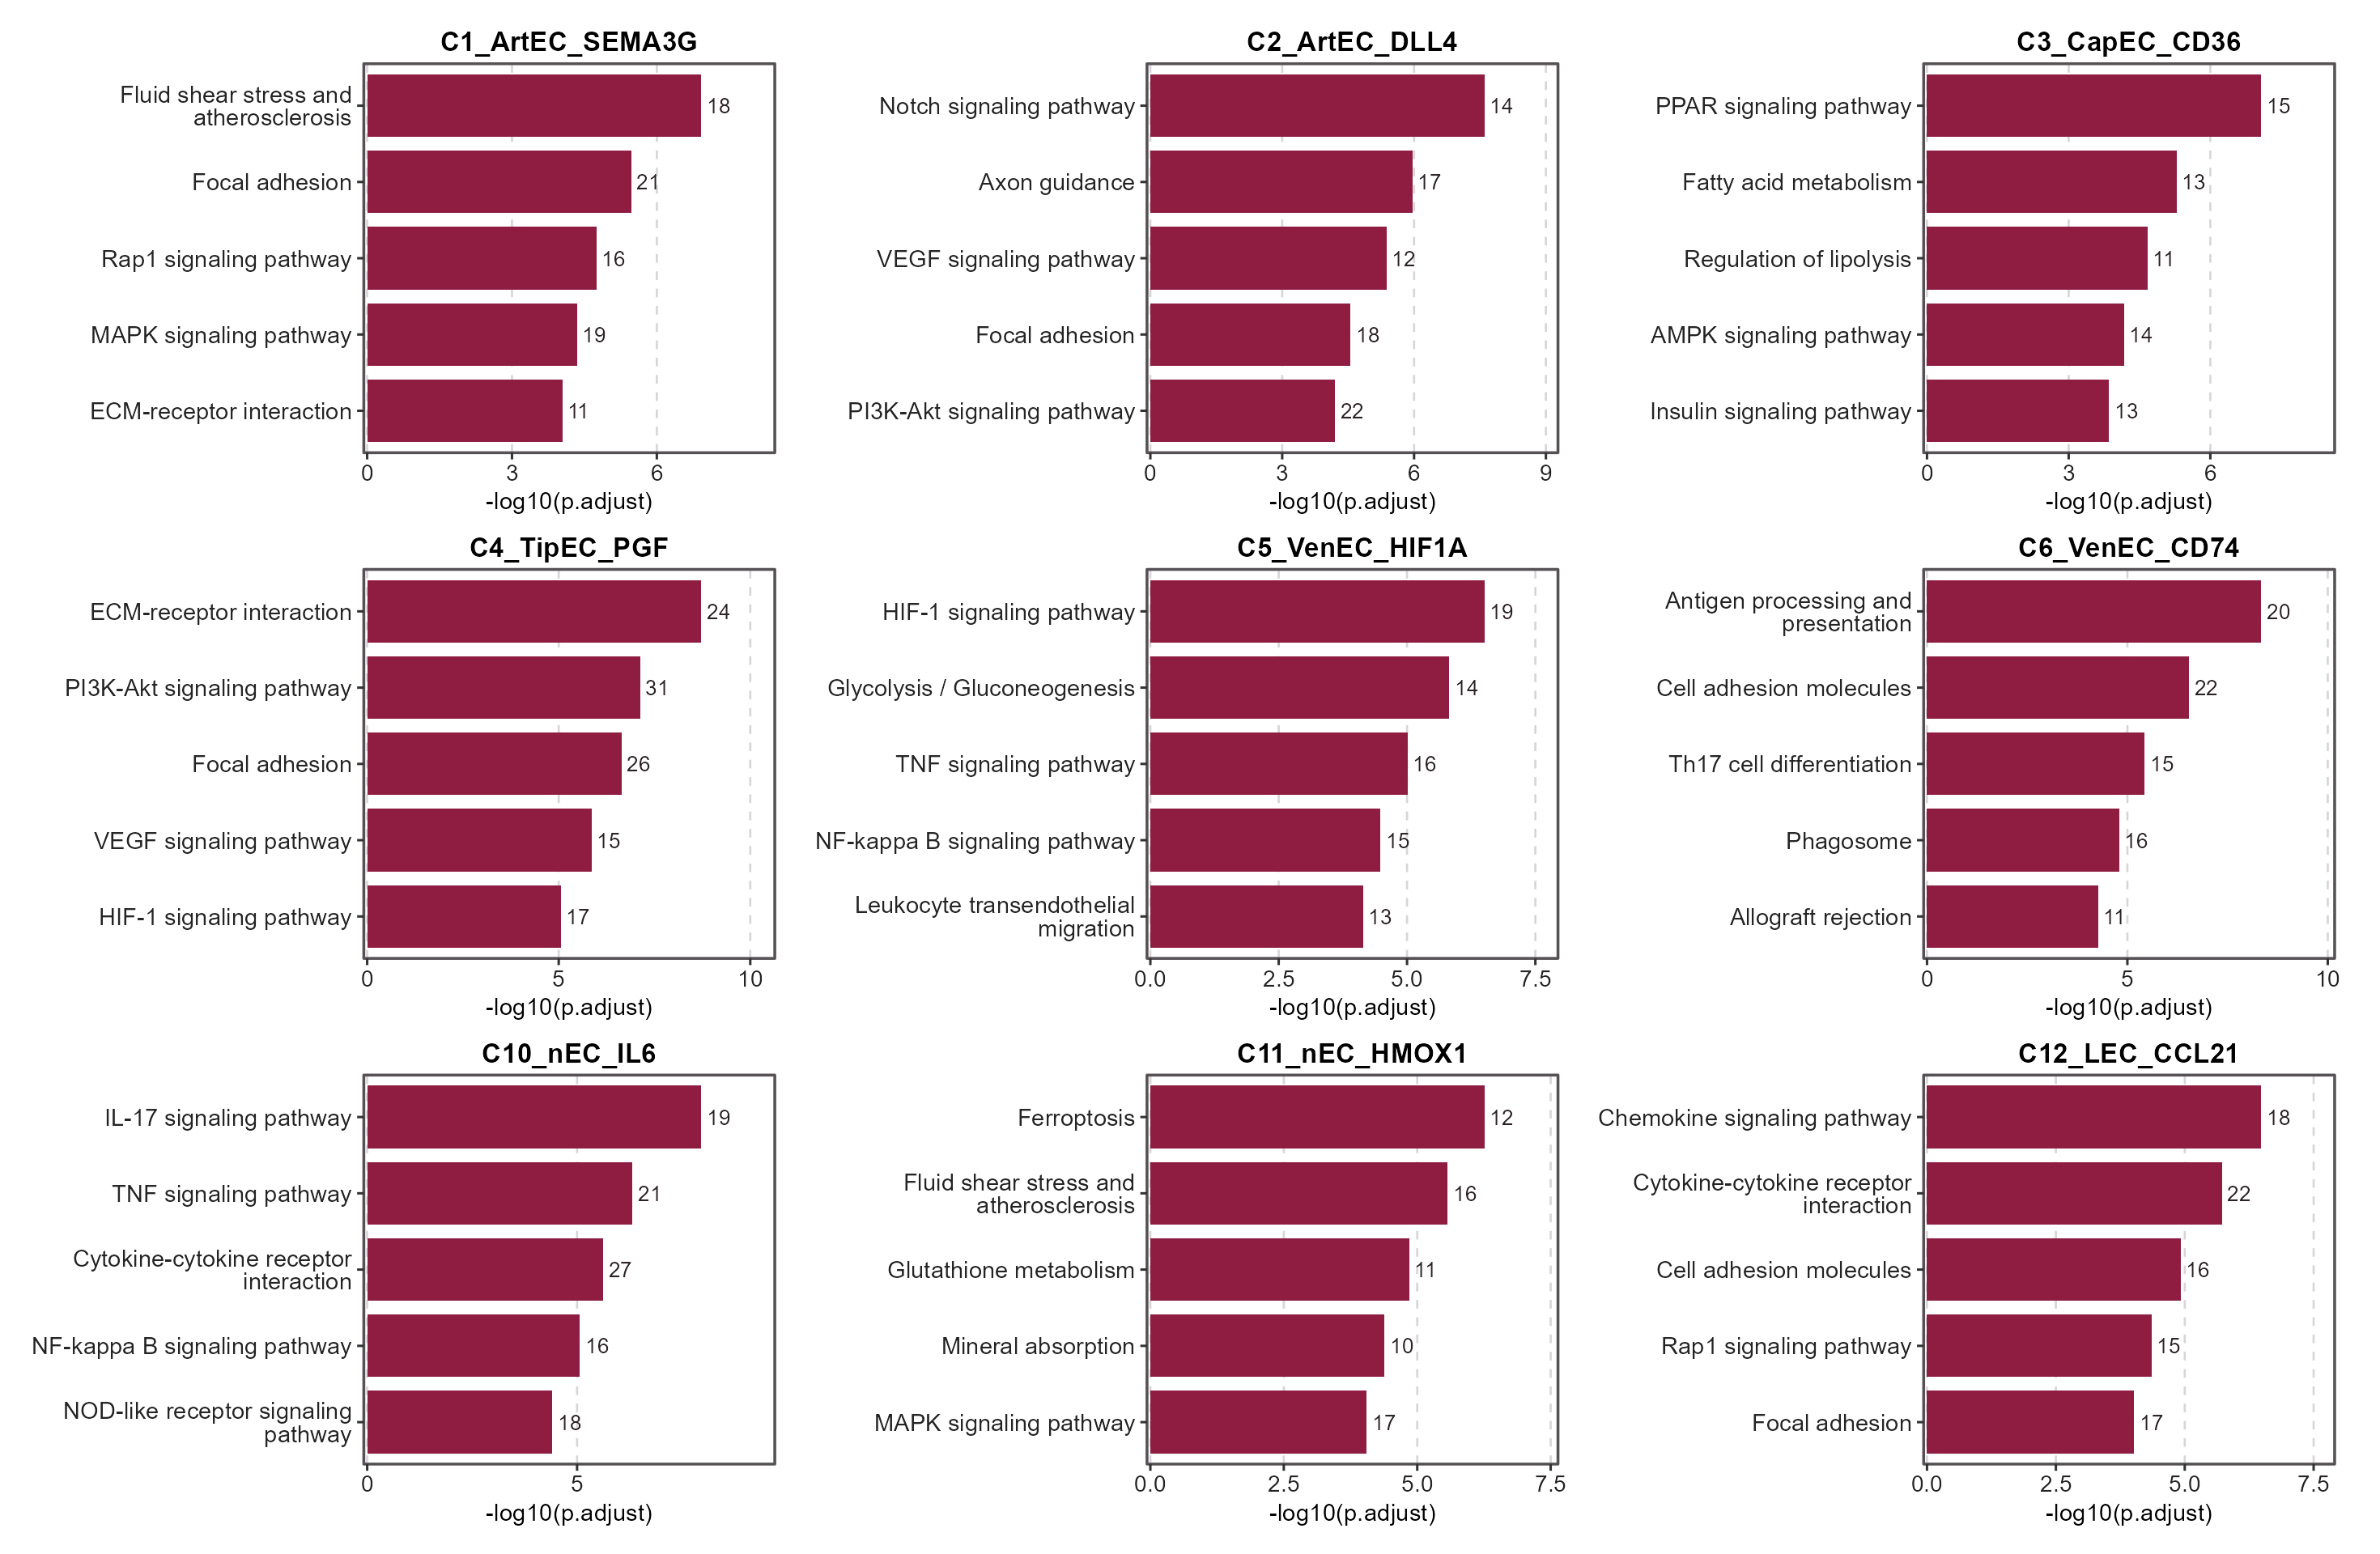 C1_ArtEC_SEMA3G
Fluid shear stress and
atherosclerosis
18
Focal adhesion
21
Rap1 signaling pathway
16
MAPK signaling pathway
19
ECM-receptor interaction
11
0 3 6
-log10(p.adjust)
C2_ArtEC_DLL4
Notch signaling pathway
14
Axon guidance
17
VEGF signaling pathway
12
Focal adhesion
18
PI3K-Akt signaling pathway
22
0 3 6 9
-log10(p.adjust)
C3_CapEC_CD36
PPAR signaling pathway
15
Fatty acid metabolism
13
Regulation of lipolysis
11
AMPK signaling pathway
14
Insulin signaling pathway
13
0 3 6
-log10(p.adjust)
C4_TipEC_PGF
ECM-receptor interaction
24
PI3K-Akt signaling pathway
31
Focal adhesion
26
VEGF signaling pathway
15
HIF-1 signaling pathway
17
0 5 10
-log10(p.adjust)
C5_VenEC_HIF1A
HIF-1 signaling pathway
19
Glycolysis / Gluconeogenesis
14
TNF signaling pathway
16
NF-kappa B signaling pathway
15
Leukocyte transendothelial
migration
13
0.0 2.5 5.0 7.5
-log10(p.adjust)
C6_VenEC_CD74
Antigen processing and
presentation
20
Cell adhesion molecules
22
Th17 cell differentiation
15
Phagosome
16
Allograft rejection
11
0 5 10
-log10(p.adjust)
C10_nEC_IL6
IL-17 signaling pathway
19
TNF signaling pathway
21
Cytokine-cytokine receptor
interaction
27
NF-kappa B signaling pathway
16
NOD-like receptor signaling
pathway
18
0 5
-log10(p.adjust)
C11_nEC_HMOX1
Ferroptosis
12
Fluid shear stress and
atherosclerosis
16
Glutathione metabolism
11
Mineral absorption
10
MAPK signaling pathway
17
0.0 2.5 5.0 7.5
-log10(p.adjust)
C12_LEC_CCL21
Chemokine signaling pathway
18
Cytokine-cytokine receptor
interaction
22
Cell adhesion molecules
16
Rap1 signaling pathway
15
Focal adhesion
17
0.0 2.5 5.0 7.5
-log10(p.adjust)